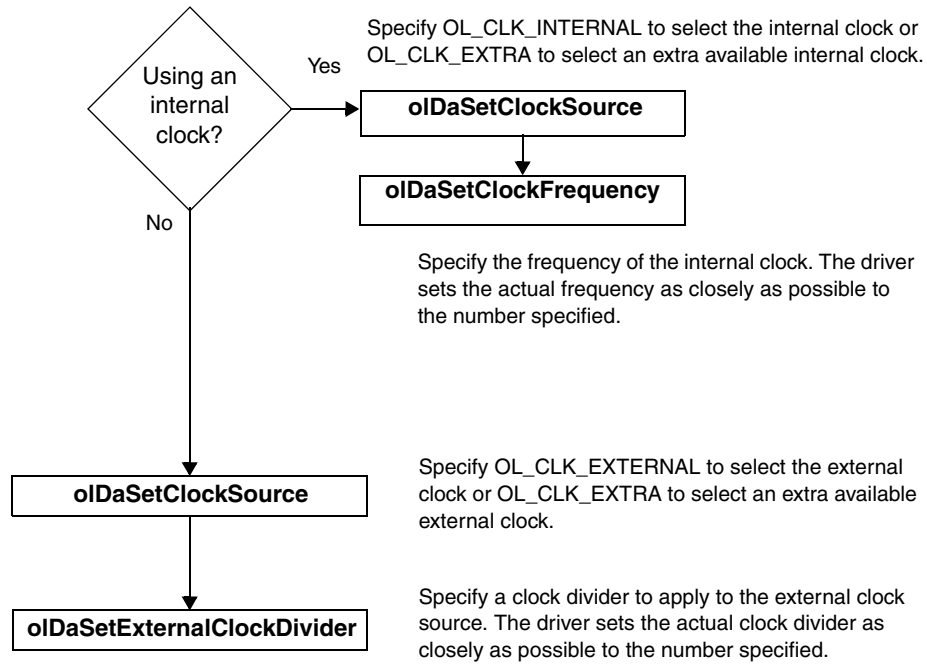 Specify OL_CLK_INTERNAL to select the internal clock or
OL_CLK_EXTRA to select an extra available internal clock.
Using an
internal
clock?
Yes
olDaSetClockSource
olDaSetClockFrequency
No
Specify the frequency of the internal clock. The driver
sets the actual frequency as closely as possible to
the number specified.
olDaSetClockSource
Specify OL_CLK_EXTERNAL to select the external
clock or OL_CLK_EXTRA to select an extra available
external clock.
olDaSetExternalClockDivider
Specify a clock divider to apply to the external clock
source. The driver sets the actual clock divider as
closely as possible to the number specified.